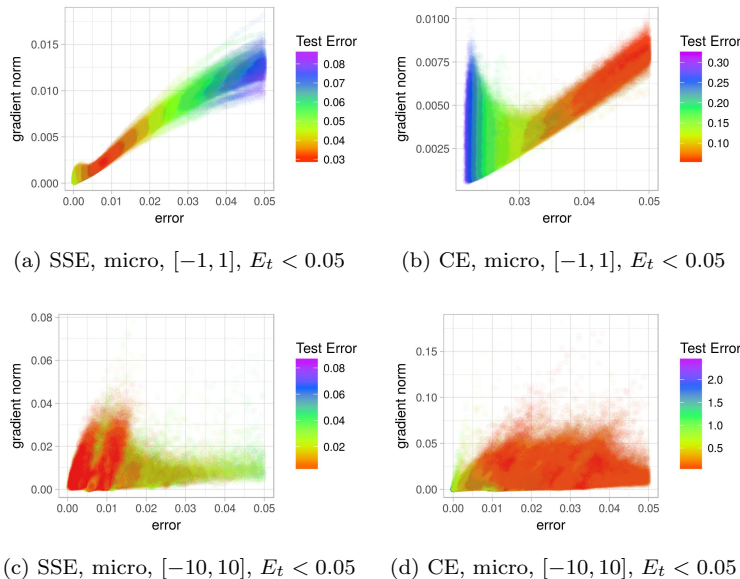 0.015
0.010
0.005
0.000
gradient norm
0.00 0.01 0.02 0.03 0.04 0.05
error
Test Error
0.08
0.07
0.06
0.05
0.04
0.03
(a) SSE, micro, [−1, 1], E_t < 0.05
0.0100
0.0075
0.0050
0.0025
gradient norm
0.03 0.04 0.05
error
Test Error
0.30
0.25
0.20
0.15
0.10
(b) CE, micro, [−1, 1], E_t < 0.05
0.08
0.06
0.04
0.02
0.00
gradient norm
0.00 0.01 0.02 0.03 0.04 0.05
error
Test Error
0.08
0.06
0.04
0.02
(c) SSE, micro, [−10, 10], E_t < 0.05
0.15
0.10
0.05
0.00
gradient norm
0.00 0.01 0.02 0.03 0.04 0.05
error
Test Error
2.0
1.5
1.0
0.5
(d) CE, micro, [−10, 10], E_t < 0.05